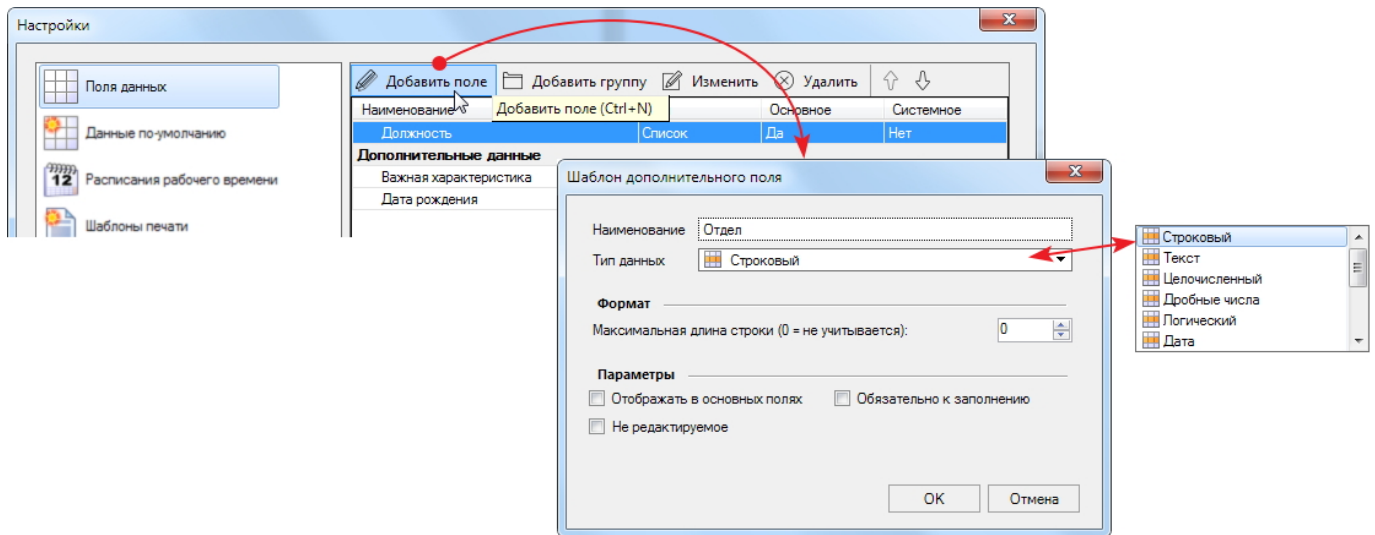 Настройки
Поля данных
Данные по-умолчанию
12 Расписания рабочего времени
Шаблоны печати
Добавить поле Добавить группу Изменить Удалить
Наименование Основное Системное
Добавить поле (Ctrl+N)
Должность Список Да Нет
Дополнительные данные
Важная характеристика
Дата рождения
Шаблон дополнительного поля
Наименование Отдел
Тип данных Строковый
Формат
Максимальная длина строки (0 = не учитывается): 0
Параметры
Отображать в основных полях Обязательно к заполнению
Не редактируемое
OK Отмена
Строковый
Текст
Целочисленный
Дробные числа
Логический
Дата